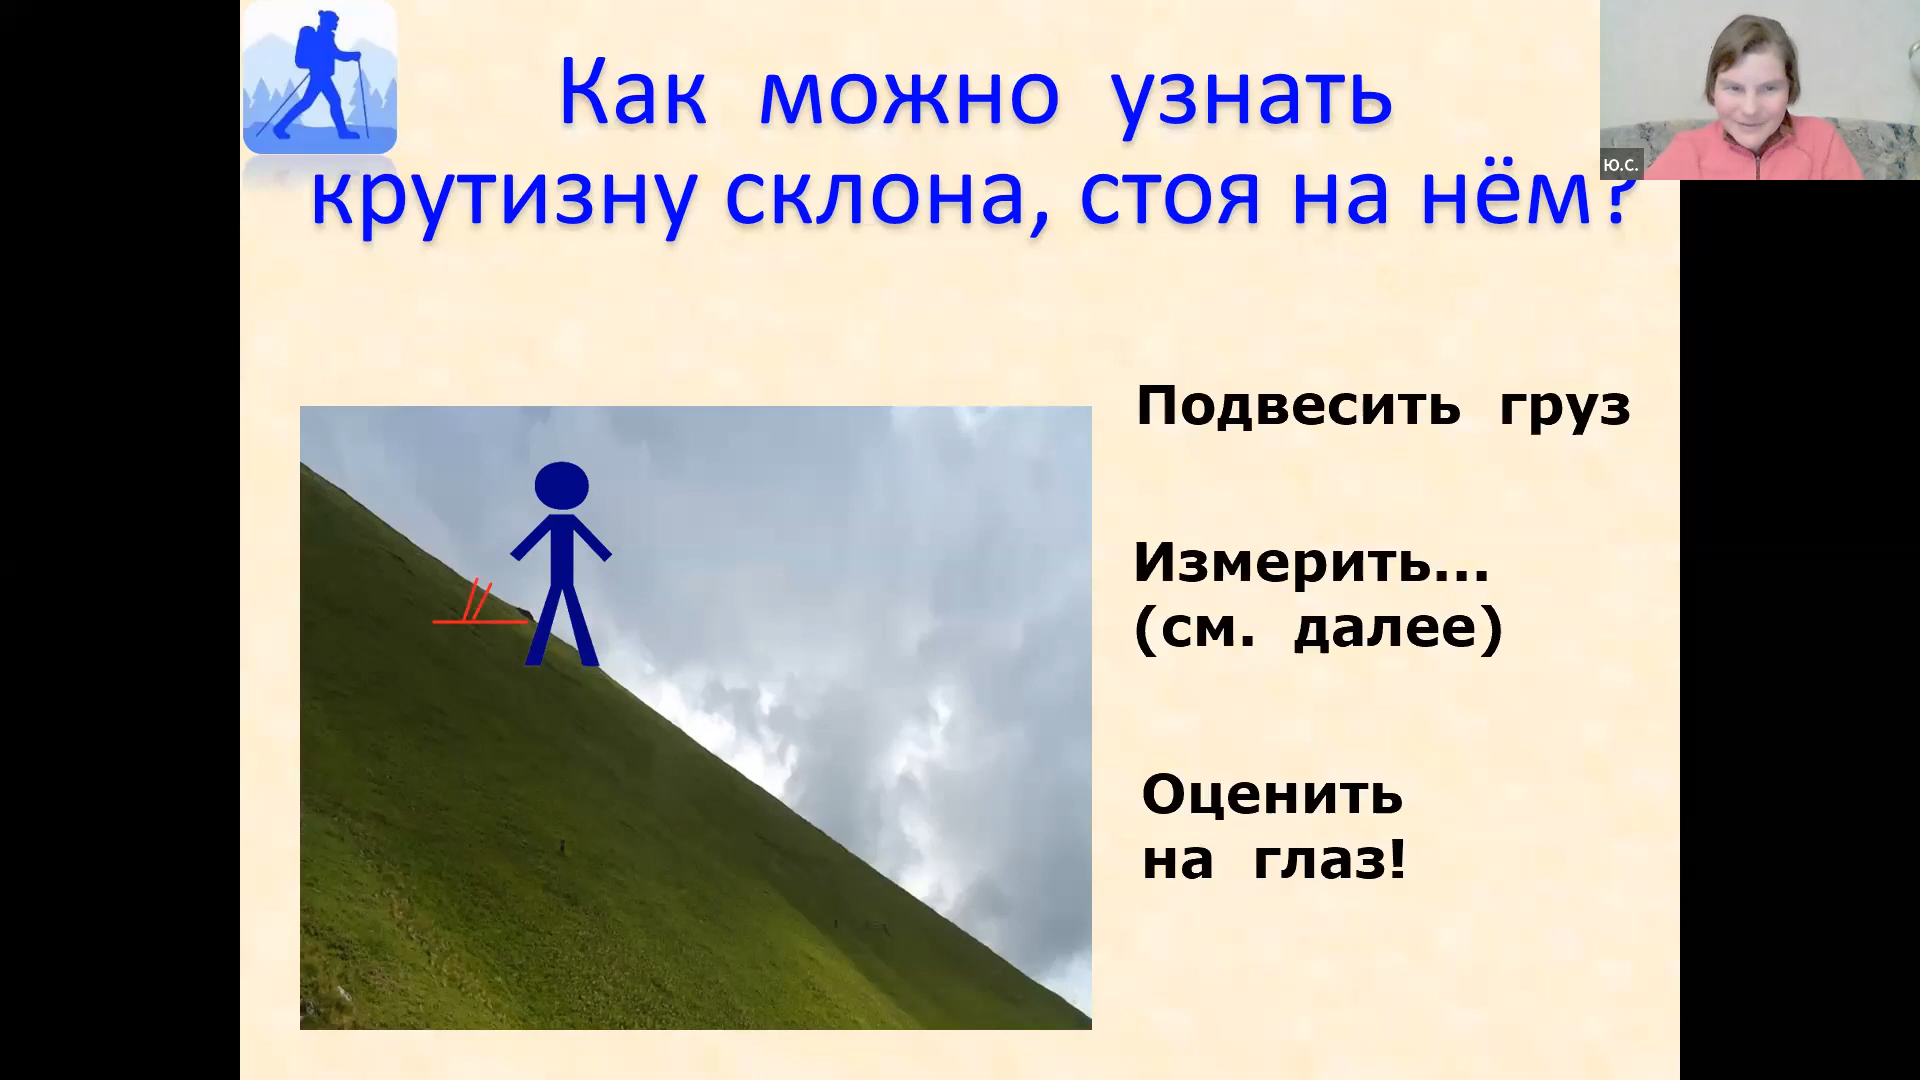 Как можно узнать
крутизну склона, стоя на нём?
Ю.С.
Подвесить груз
Измерить...
(см. далее)
Оценить
на глаз!